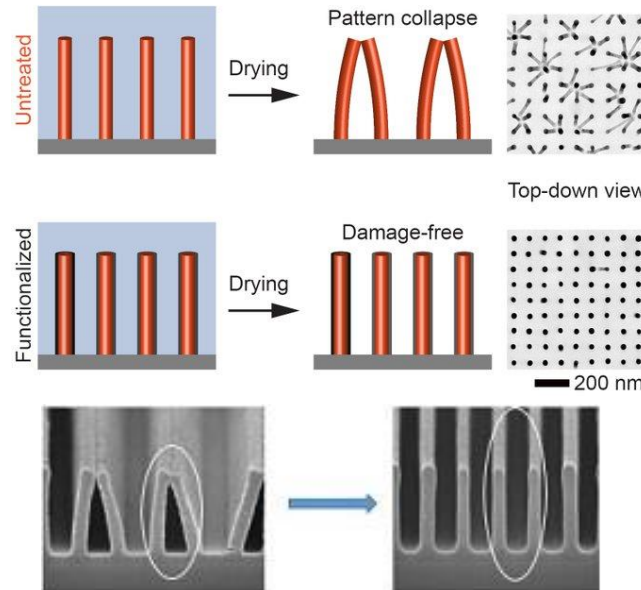 Untreated
Drying
Pattern collapse
Top-down view
Functionalized
Drying
Damage-free
200 nm